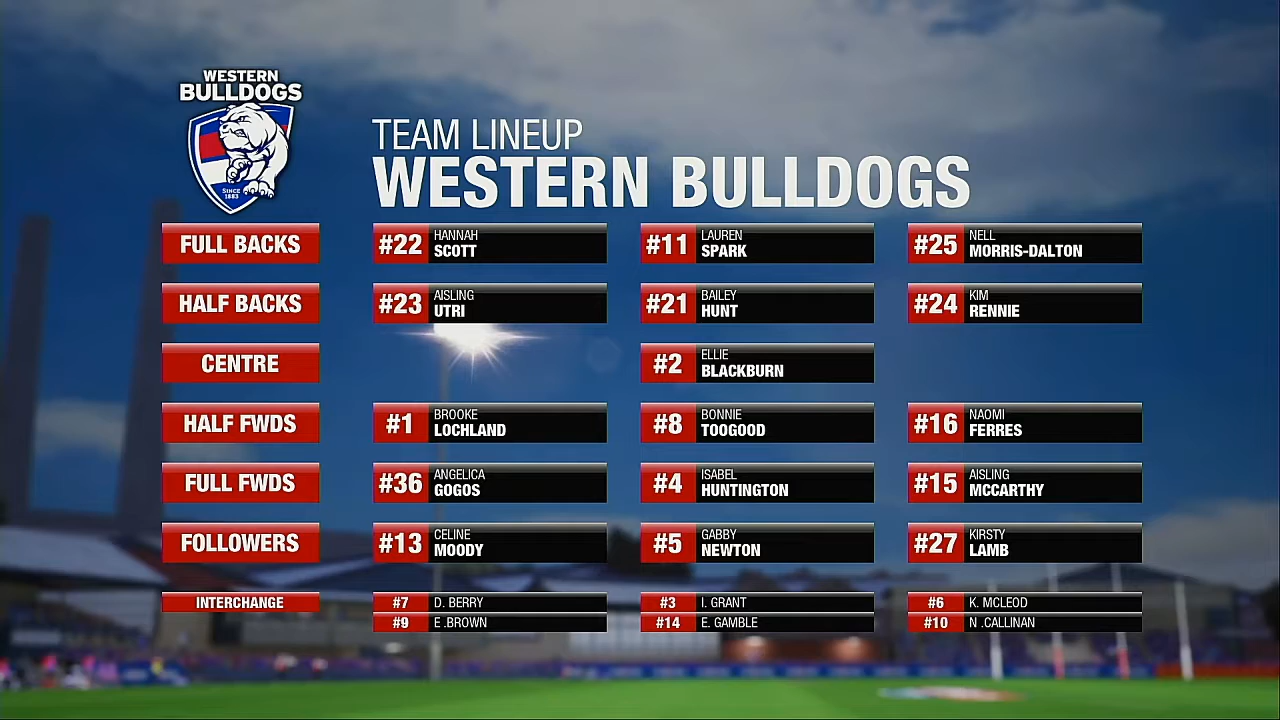 WESTERN
BULLDOGS
SINCE
1883
TEAM LINEUP
WESTERN BULLDOGS
FULL BACKS
#22 HANNAH SCOTT
#11 LAUREN SPARK
#25 NELL MORRIS-DALTON
HALF BACKS
#23 AISLING UTRI
#21 BAILEY HUNT
#24 KIM RENNIE
CENTRE
#2 ELLIE BLACKBURN
HALF FWDS
#1 BROOKE LOCHLAND
#8 BONNIE TOOGOOD
#16 NAOMI FERRES
FULL FWDS
#36 ANGELICA GOGOS
#4 ISABEL HUNTINGTON
#15 AISLING MCCARTHY
FOLLOWERS
#13 CELINE MOODY
#5 GABBY NEWTON
#27 KIRSTY LAMB
INTERCHANGE
#7 D. BERRY
#3 I. GRANT
#6 K. MCLEOD
#9 E .BROWN
#14 E. GAMBLE
#10 N .CALLINAN